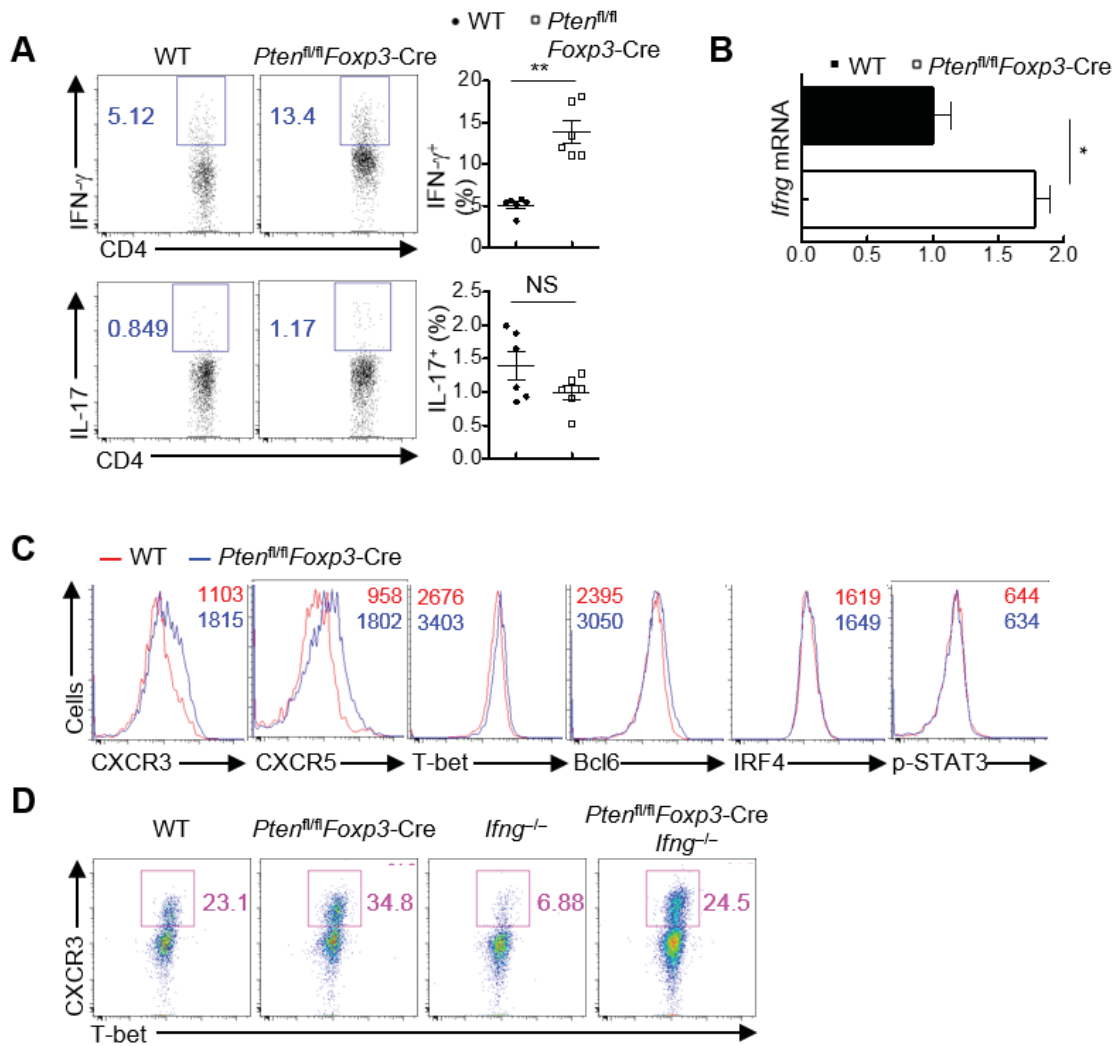 A
WT
Pten^fl/fl Foxp3-Cre
● WT □ Pten^fl/fl
Foxp3-Cre
5.12
13.4
IFN-γ
CD4
**
20
15
10
5
0
IFN-γ⁺
(%)
0.849
1.17
IL-17
CD4
NS
2.5
2.0
1.5
1.0
0.5
0.0
IL-17⁺ (%)
B
■ WT □ Pten^fl/fl Foxp3-Cre
Ifng mRNA
*
0.0 0.5 1.0 1.5 2.0
C
WT Pten^fl/fl Foxp3-Cre
Cells
1103
1815
CXCR3
958
1802
CXCR5
2676
3403
T-bet
2395
3050
Bcl6
1619
1649
IRF4
644
634
p-STAT3
D
WT
Pten^fl/fl Foxp3-Cre
Ifng⁻/⁻
Pten^fl/fl Foxp3-Cre
Ifng⁻/⁻
23.1
34.8
6.88
24.5
CXCR3
T-bet